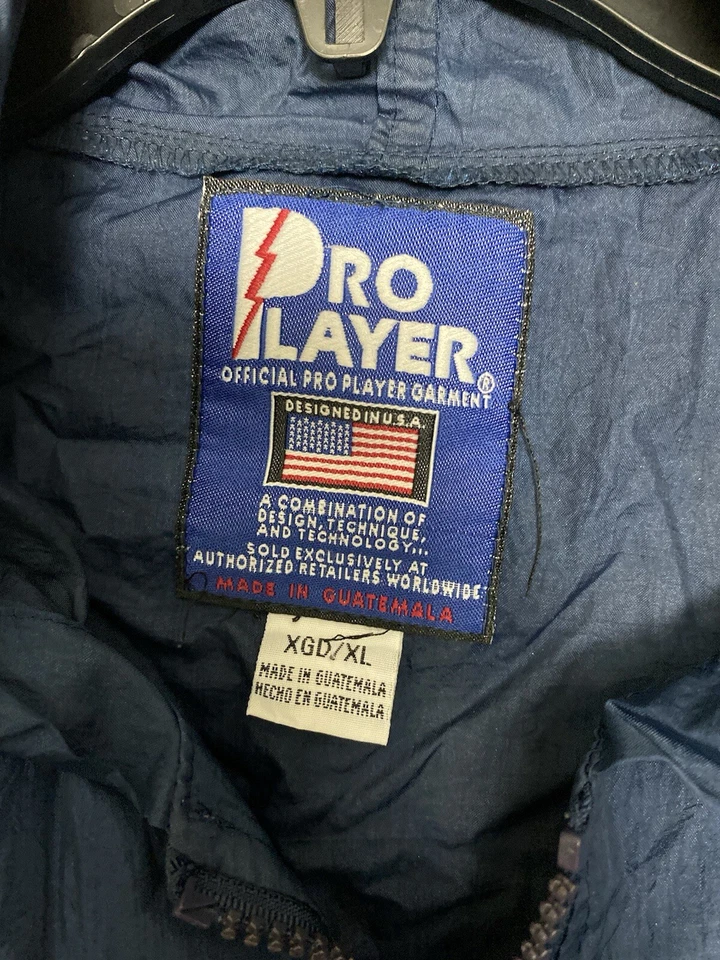 PRO
PLAYER®
OFFICIAL PRO PLAYER GARMENT
DESIGNED IN U.S.A.
A COMBINATION OF
DESIGN, TECHNIQUE,
AND TECHNOLOGY...
SOLD EXCLUSIVELY AT
AUTHORIZED RETAILERS WORLDWIDE
MADE IN GUATEMALA
XGD/XL
MADE IN GUATEMALA
HECHO EN GUATEMALA